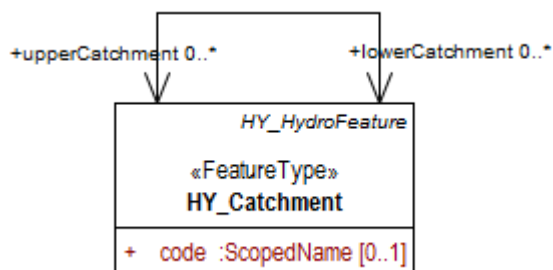 +upperCatchment 0..*
+lowerCatchment 0..*
HY_HydroFeature
«FeatureType»
HY_Catchment
+ code :ScopedName [0..1]